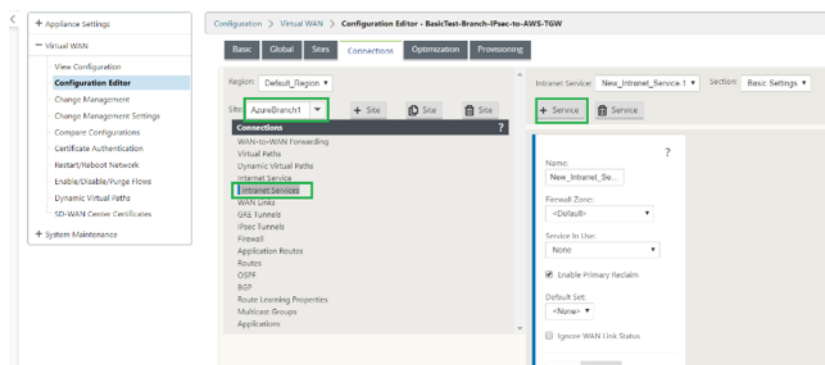 + Appliance Settings
− Virtual WAN
View Configuration
Configuration Editor
Change Management
Change Management Settings
Compare Configurations
Certificate Authentication
Restart/Reboot Network
Enable/Disable/Purge Flows
Dynamic Virtual Paths
SD-WAN Center Certificates
+ System Maintenance
Configuration > Virtual WAN > Configuration Editor - BasicTest-Branch-IPsec-to-AWS-TGW
Basic Global Sites Connections Optimization Provisioning
Region: Default_Region
Site: AzureBranch1 + Site Site Site
Connections ?
WAN-to-WAN Forwarding
Virtual Paths
Dynamic Virtual Paths
Internet Service
Intranet Services
WAN Links
GRE Tunnels
IPsec Tunnels
Firewall
Application Routes
Routes
OSPF
BGP
Route Learning Properties
Multicast Groups
Applications
Intranet Service: New_Intranet_Service.1 Section: Basic Settings
+ Service Service
?
Name:
New_Intranet_Se...
Firewall Zone:
<Default>
Service In Use:
None
Enable Primary Reclaim
Default Set:
<None>
Ignore WAN Link Status